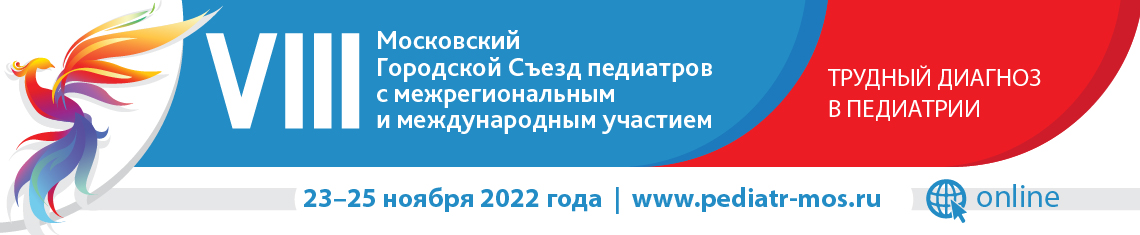 VIII
Московский
Городской Съезд педиатров
с межрегиональным
и международным участием
ТРУДНЫЙ ДИАГНОЗ
В ПЕДИАТРИИ
23–25 ноября 2022 года | www.pediatr-mos.ru
online